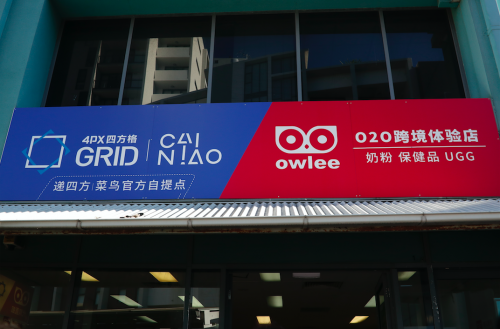 4PX四方格
GRID
CAI
NIAO
递四方 菜鸟官方自提点
owlee
O2O跨境体验店
奶粉 保健品 UGG